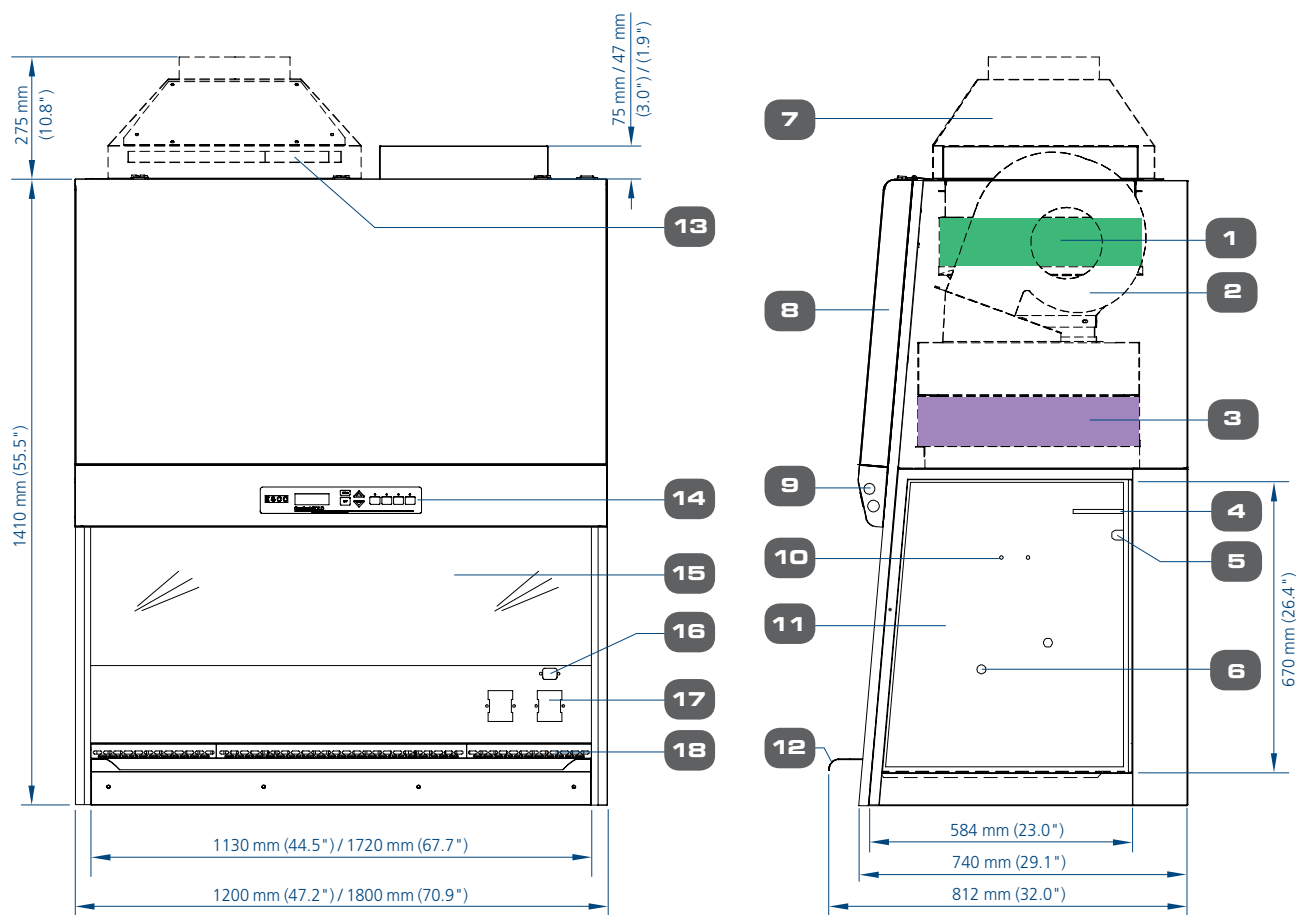 275 mm
(10.8")
75 mm / 47 mm
(3.0") / (1.9")
1410 mm (55.5")
13
14
15
16
17
18
ESCO
1130 mm (44.5") / 1720 mm (67.7")
1200 mm (47.2") / 1800 mm (70.9")
7
8
9
10
11
12
1
2
3
4
5
6
670 mm (26.4")
584 mm (23.0")
740 mm (29.1")
812 mm (32.0")